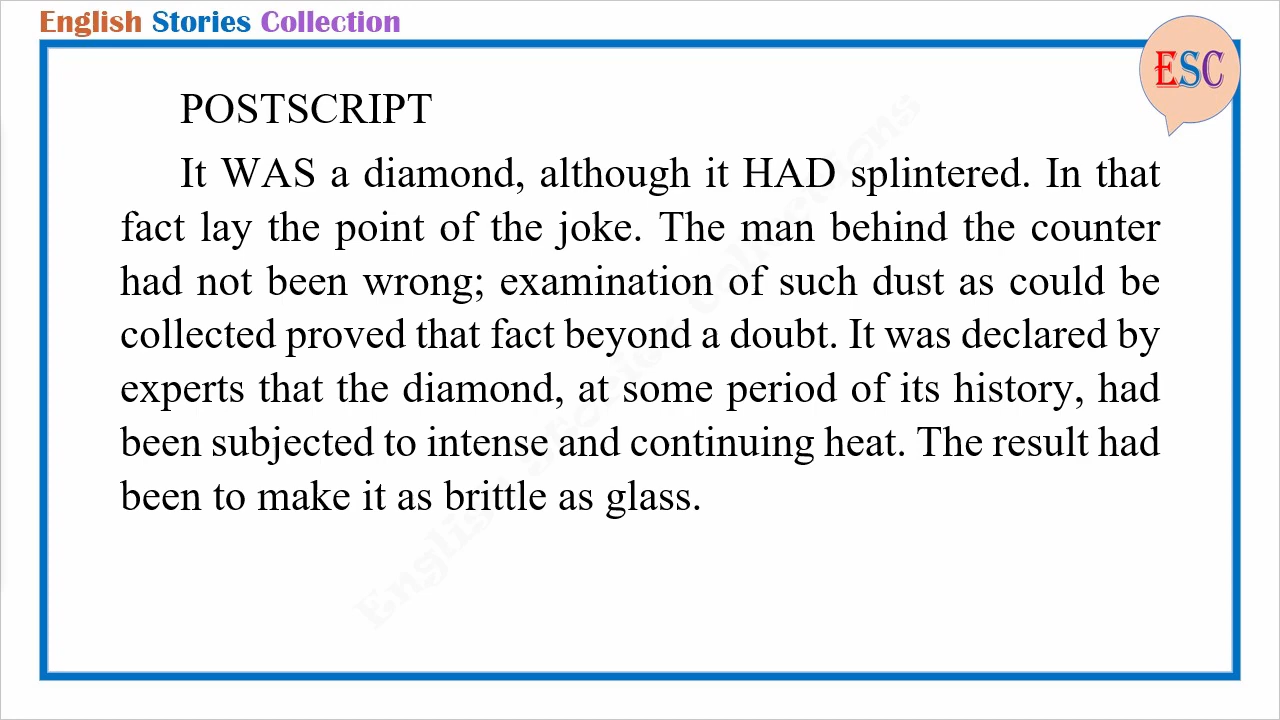 English Stories Collection
ESC
POSTSCRIPT
It WAS a diamond, although it HAD splintered. In that
fact lay the point of the joke. The man behind the counter
had not been wrong; examination of such dust as could be
collected proved that fact beyond a doubt. It was declared by
experts that the diamond, at some period of its history, had
been subjected to intense and continuing heat. The result had
been to make it as brittle as glass.
English Stories Collections